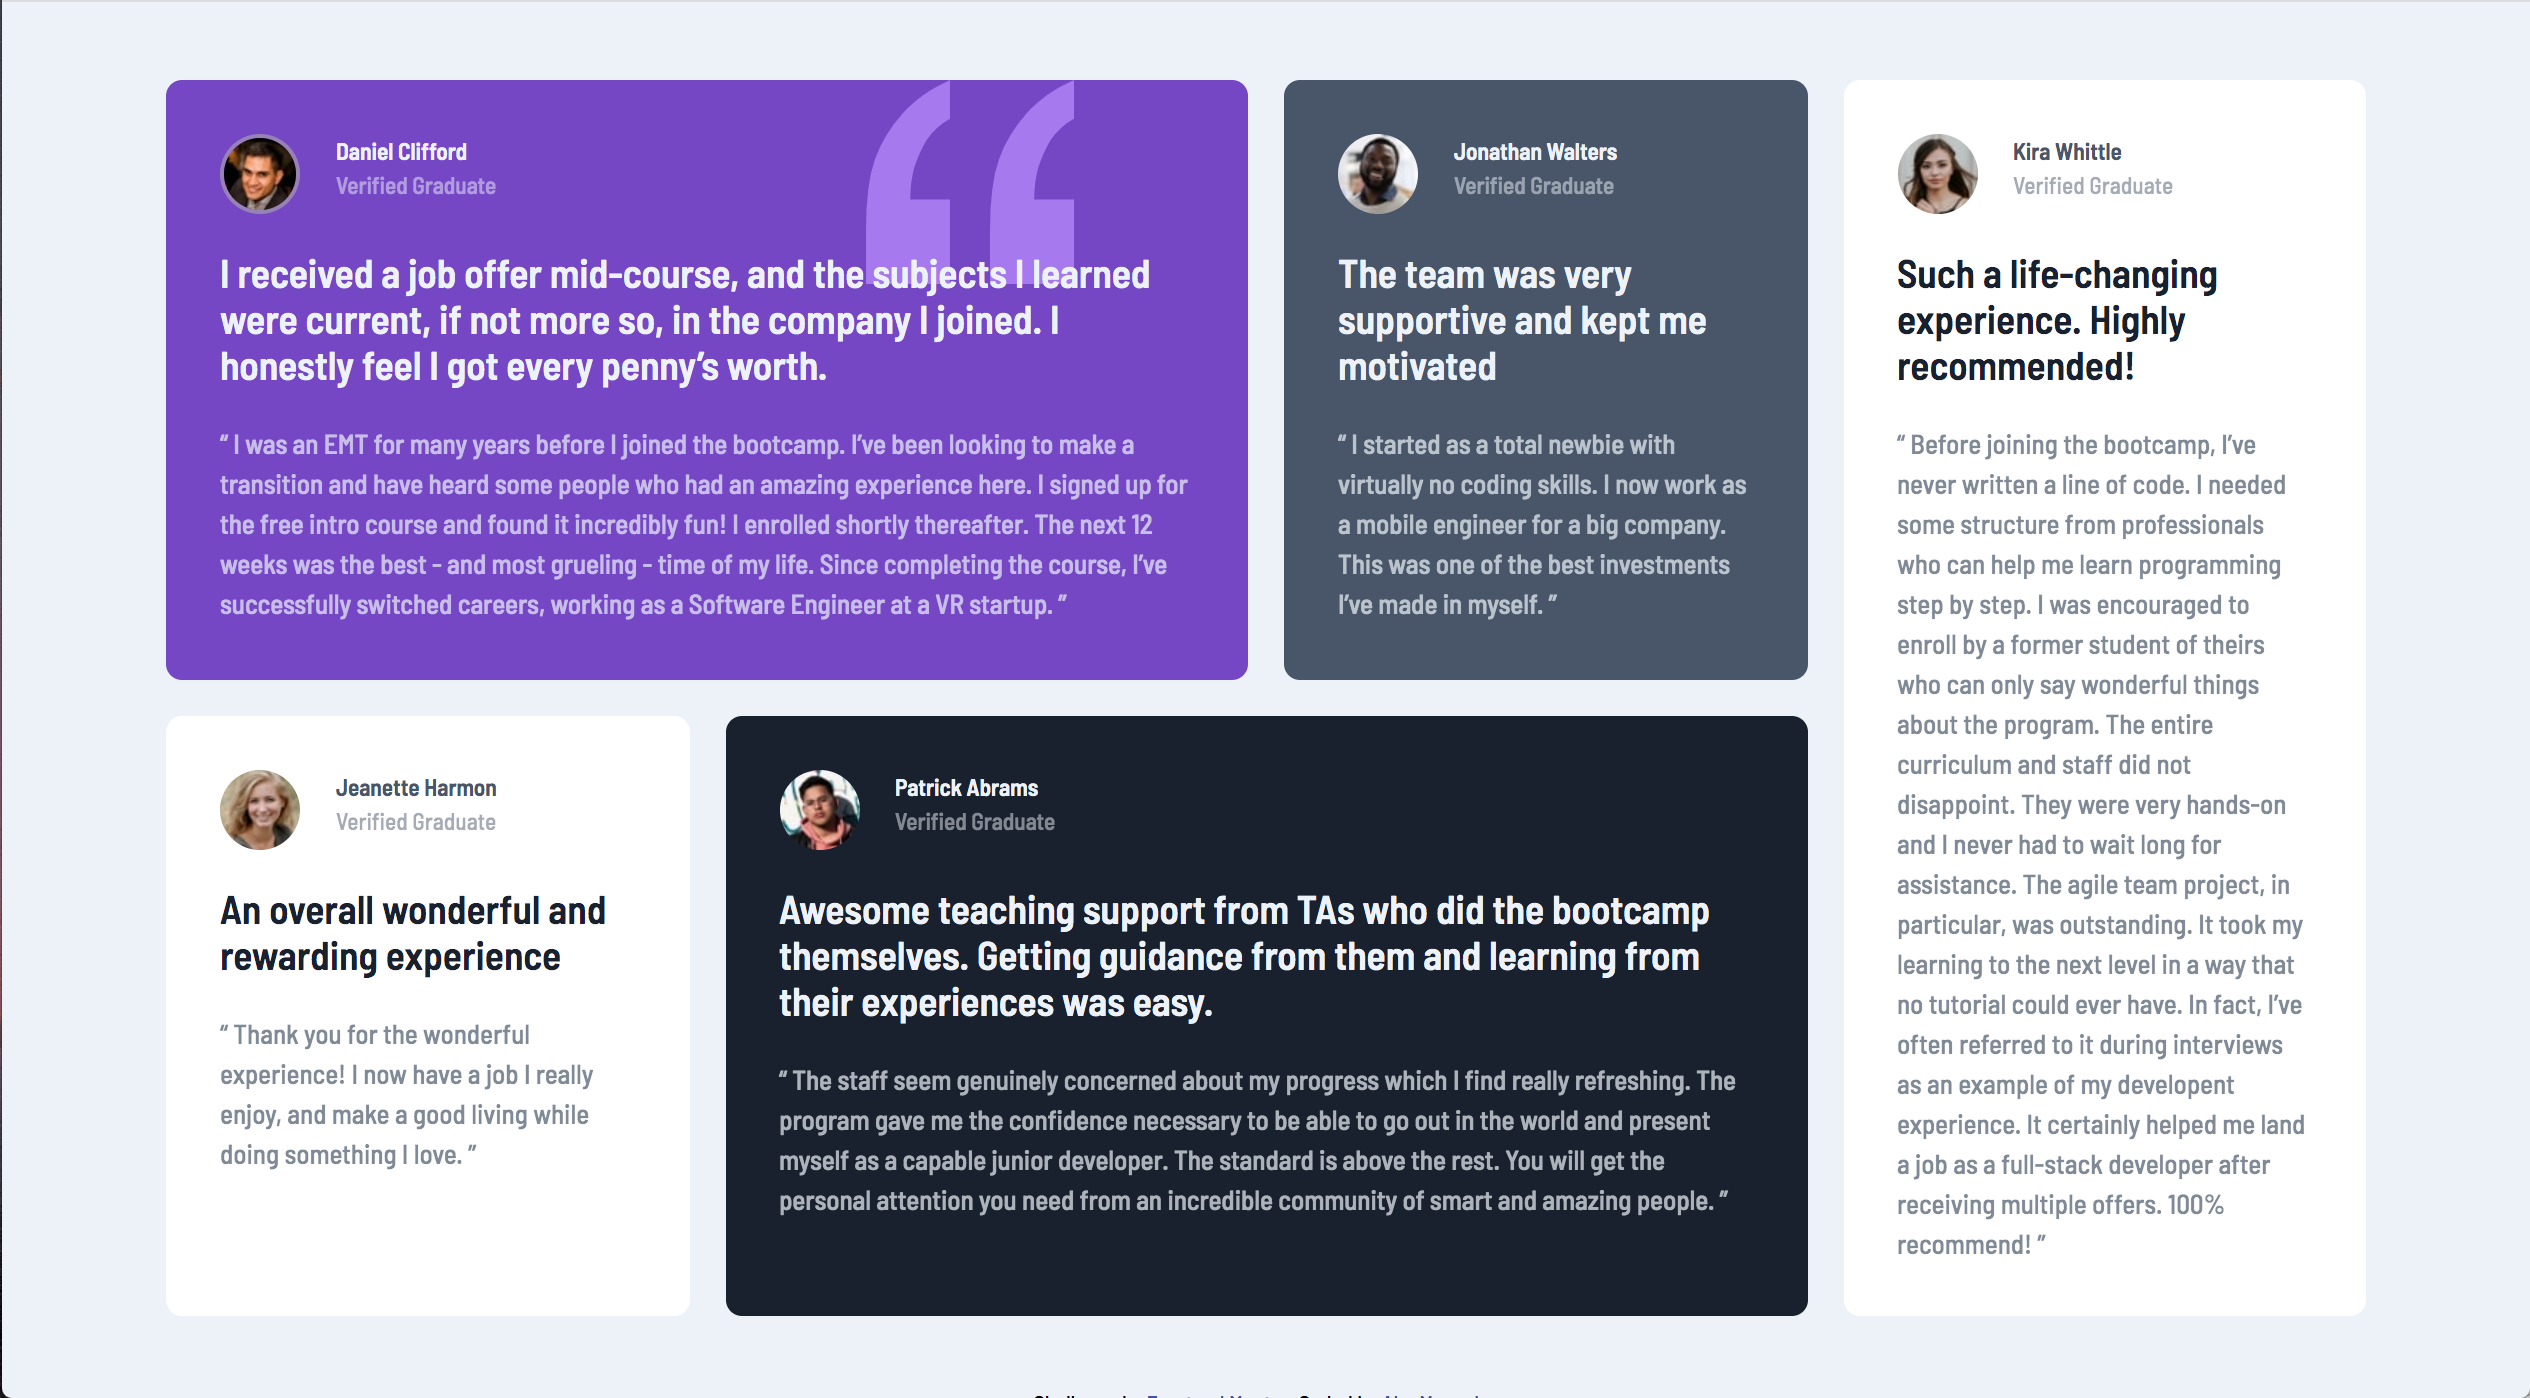 Daniel Clifford
Verified Graduate
I received a job offer mid-course, and the subjects I learned
were current, if not more so, in the company I joined. I
honestly feel I got every penny’s worth.
“ I was an EMT for many years before I joined the bootcamp. I’ve been looking to make a
transition and have heard some people who had an amazing experience here. I signed up for
the free intro course and found it incredibly fun! I enrolled shortly thereafter. The next 12
weeks was the best - and most grueling - time of my life. Since completing the course, I’ve
successfully switched careers, working as a Software Engineer at a VR startup. ”
Jonathan Walters
Verified Graduate
The team was very
supportive and kept me
motivated
“ I started as a total newbie with
virtually no coding skills. I now work as
a mobile engineer for a big company.
This was one of the best investments
I’ve made in myself. ”
Kira Whittle
Verified Graduate
Such a life-changing
experience. Highly
recommended!
“ Before joining the bootcamp, I’ve
never written a line of code. I needed
some structure from professionals
who can help me learn programming
step by step. I was encouraged to
enroll by a former student of theirs
who can only say wonderful things
about the program. The entire
curriculum and staff did not
disappoint. They were very hands-on
and I never had to wait long for
assistance. The agile team project, in
particular, was outstanding. It took my
learning to the next level in a way that
no tutorial could ever have. In fact, I’ve
often referred to it during interviews
as an example of my developent
experience. It certainly helped me land
a job as a full-stack developer after
receiving multiple offers. 100%
recommend! ”
Jeanette Harmon
Verified Graduate
An overall wonderful and
rewarding experience
“ Thank you for the wonderful
experience! I now have a job I really
enjoy, and make a good living while
doing something I love. ”
Patrick Abrams
Verified Graduate
Awesome teaching support from TAs who did the bootcamp
themselves. Getting guidance from them and learning from
their experiences was easy.
“ The staff seem genuinely concerned about my progress which I find really refreshing. The
program gave me the confidence necessary to be able to go out in the world and present
myself as a capable junior developer. The standard is above the rest. You will get the
personal attention you need from an incredible community of smart and amazing people. ”